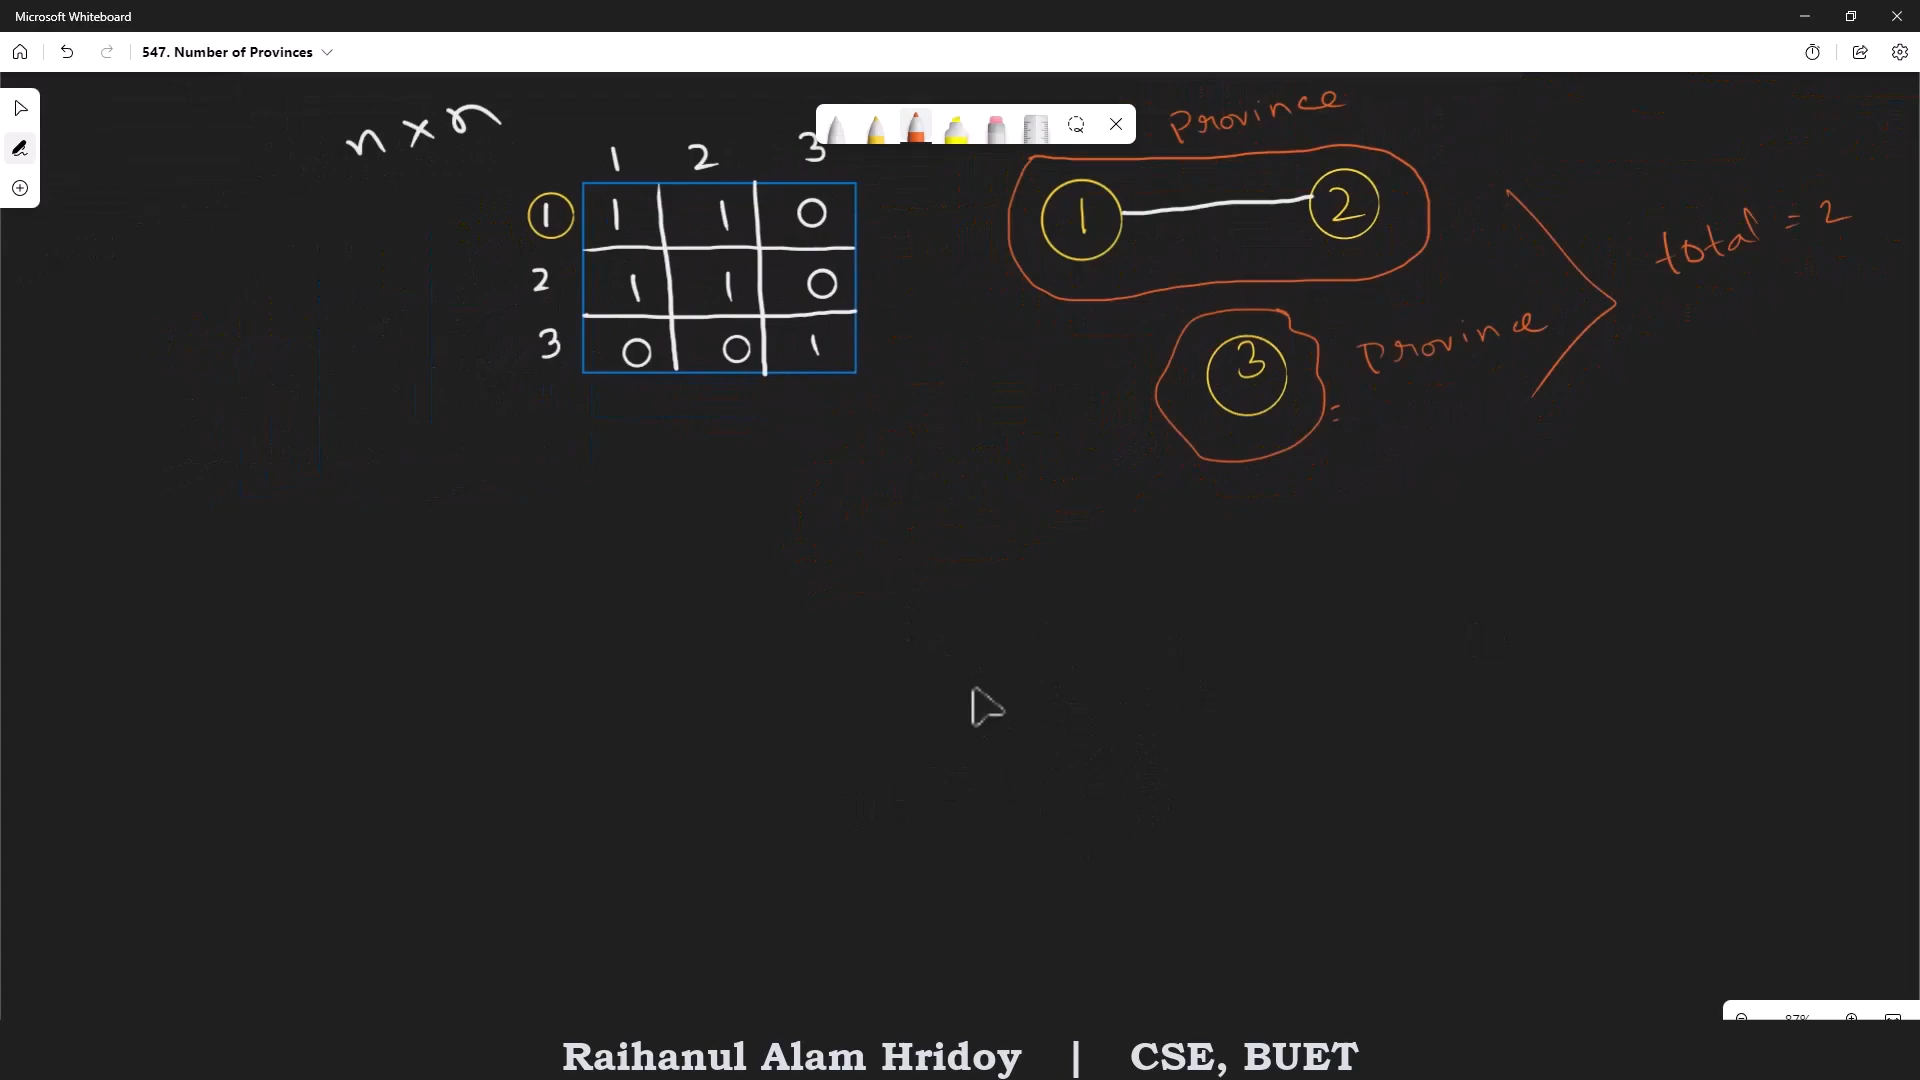 Microsoft Whiteboard
547. Number of Provinces
n x n
1 2 3
1 1 1 0
2 1 1 0
3 0 0 1
Province
1 2
3
Province
total = 2
87%
Raihanul Alam Hridoy | CSE, BUET